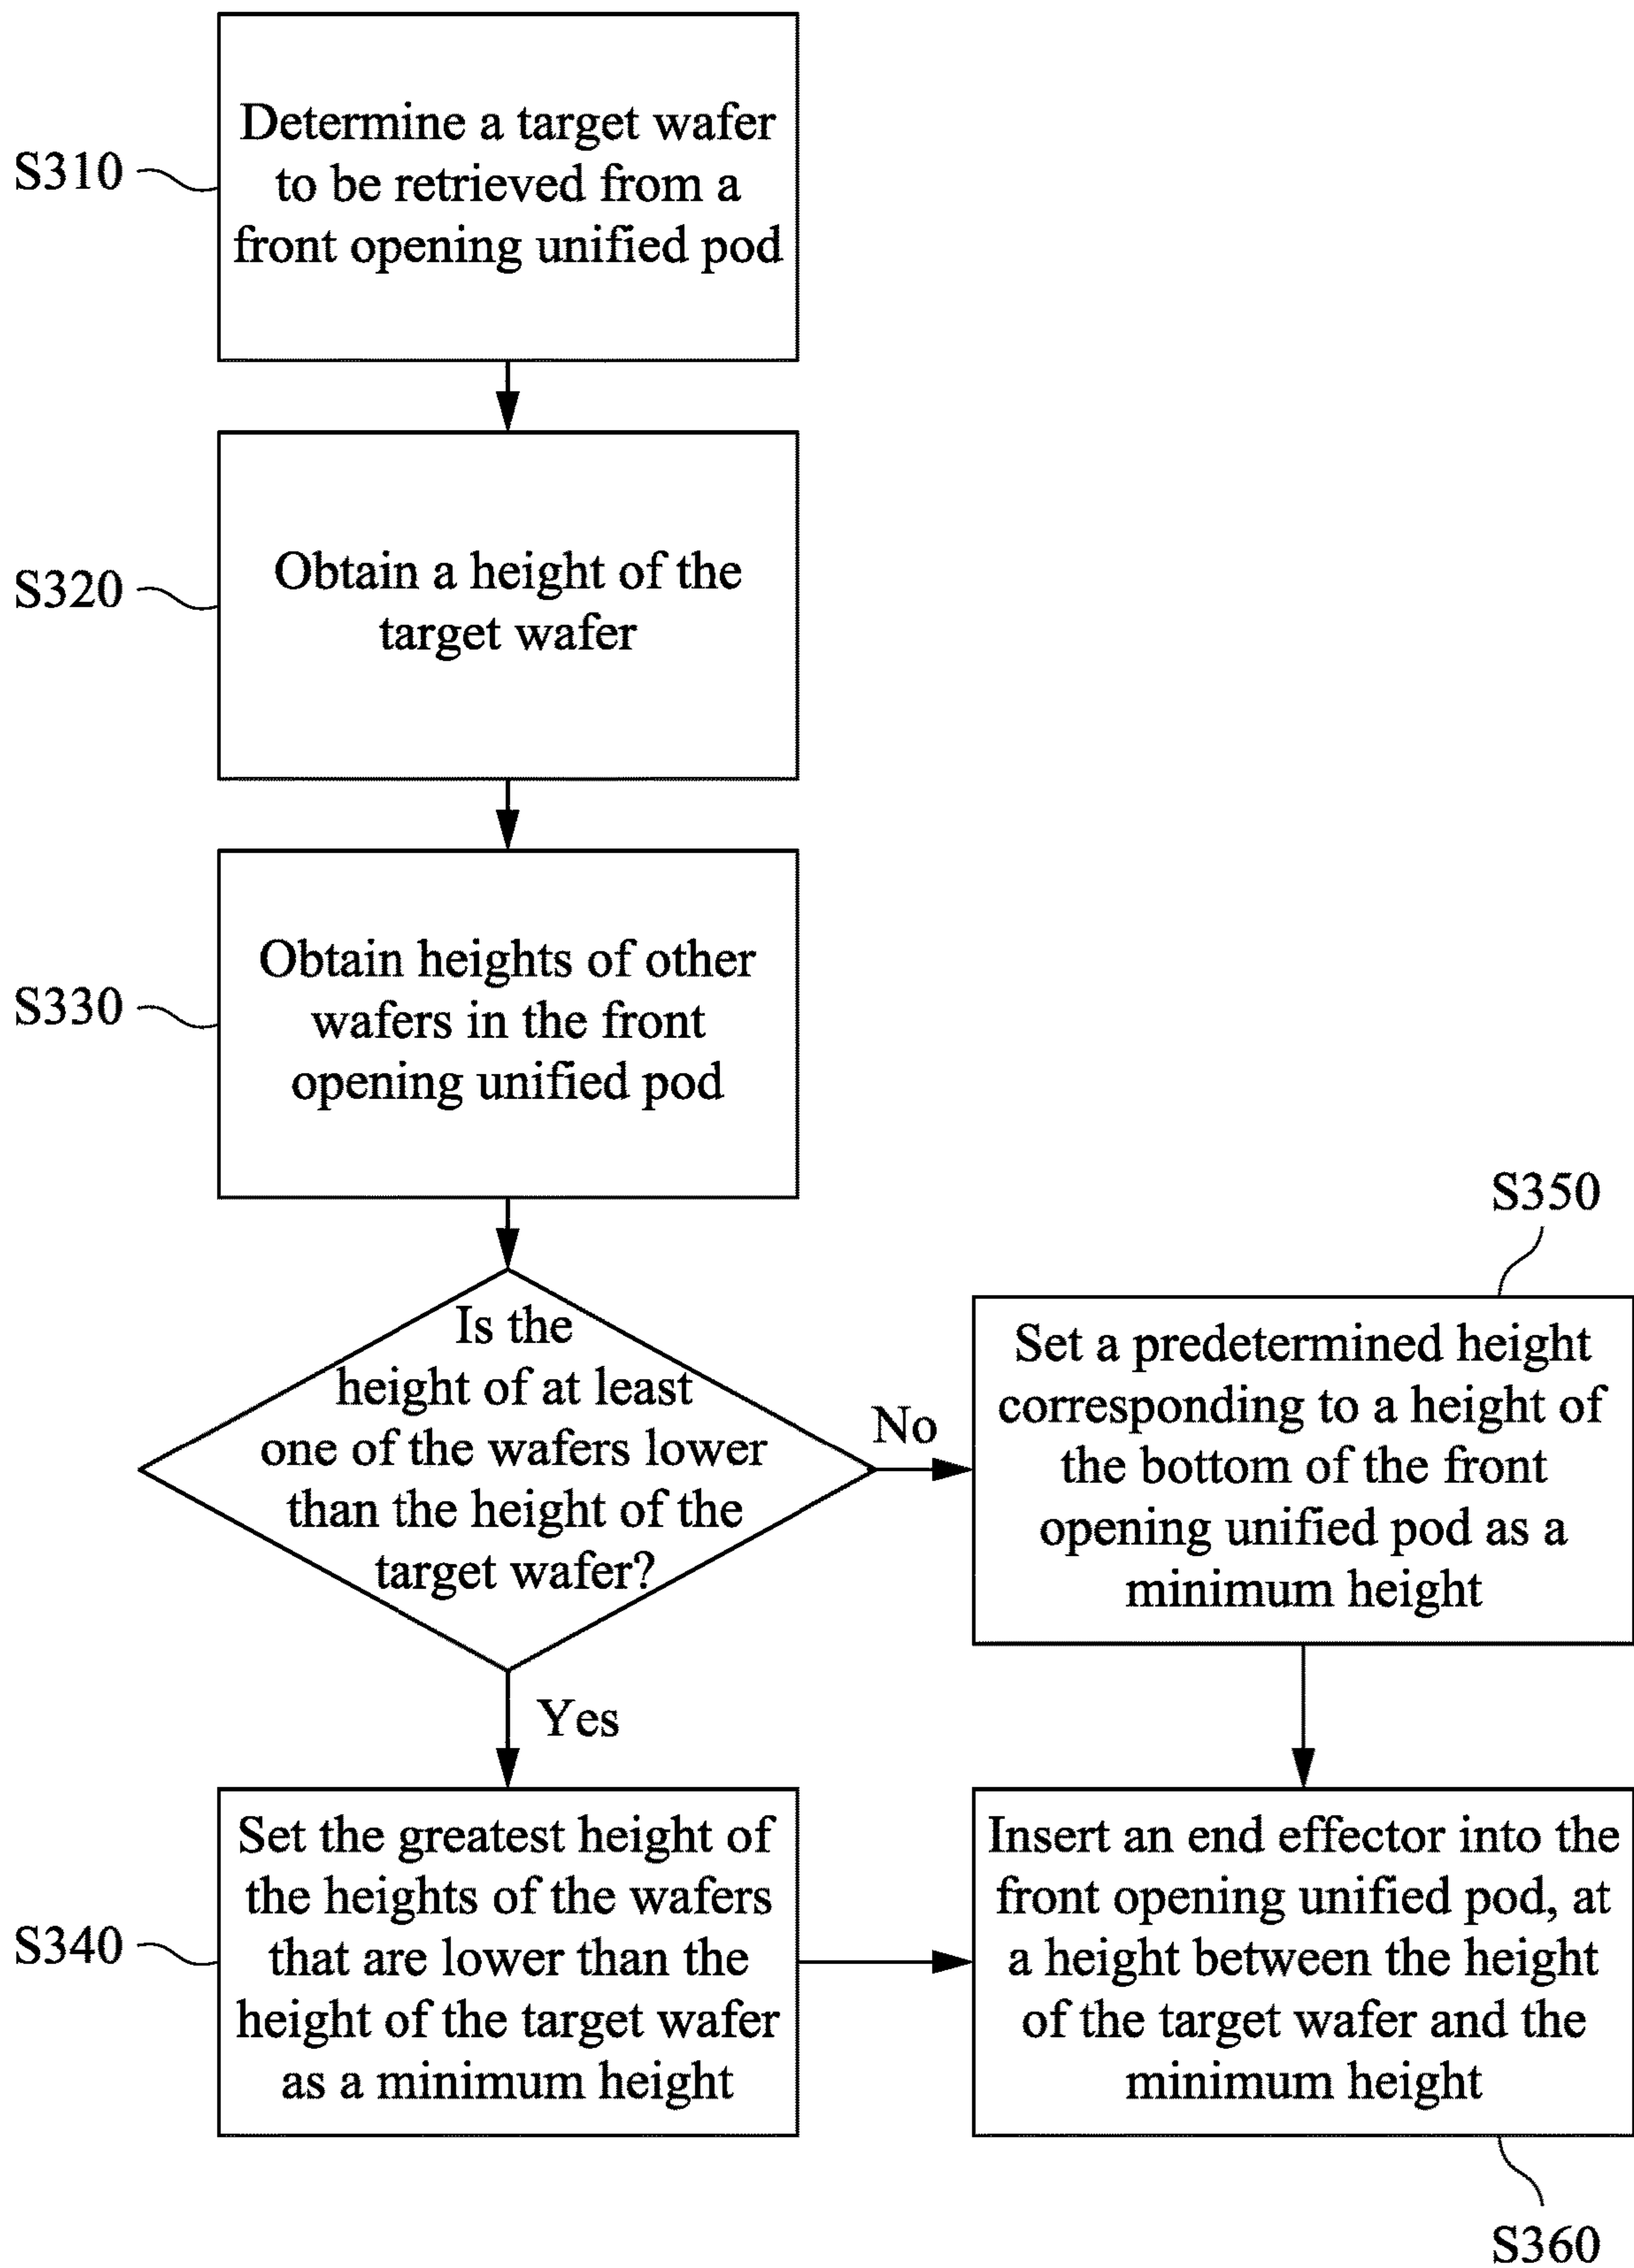 S310
Determine a target wafer
to be retrieved from a
front opening unified pod
S320
Obtain a height of the
target wafer
S330
Obtain heights of other
wafers in the front
opening unified pod
Is the
height of at least
one of the wafers lower
than the height of the
target wafer?
No
Yes
S350
Set a predetermined height
corresponding to a height of
the bottom of the front
opening unified pod as a
minimum height
S340
Set the greatest height of
the heights of the wafers
that are lower than the
height of the target wafer
as a minimum height
Insert an end effector into the
front opening unified pod, at
a height between the height
of the target wafer and the
minimum height
S360